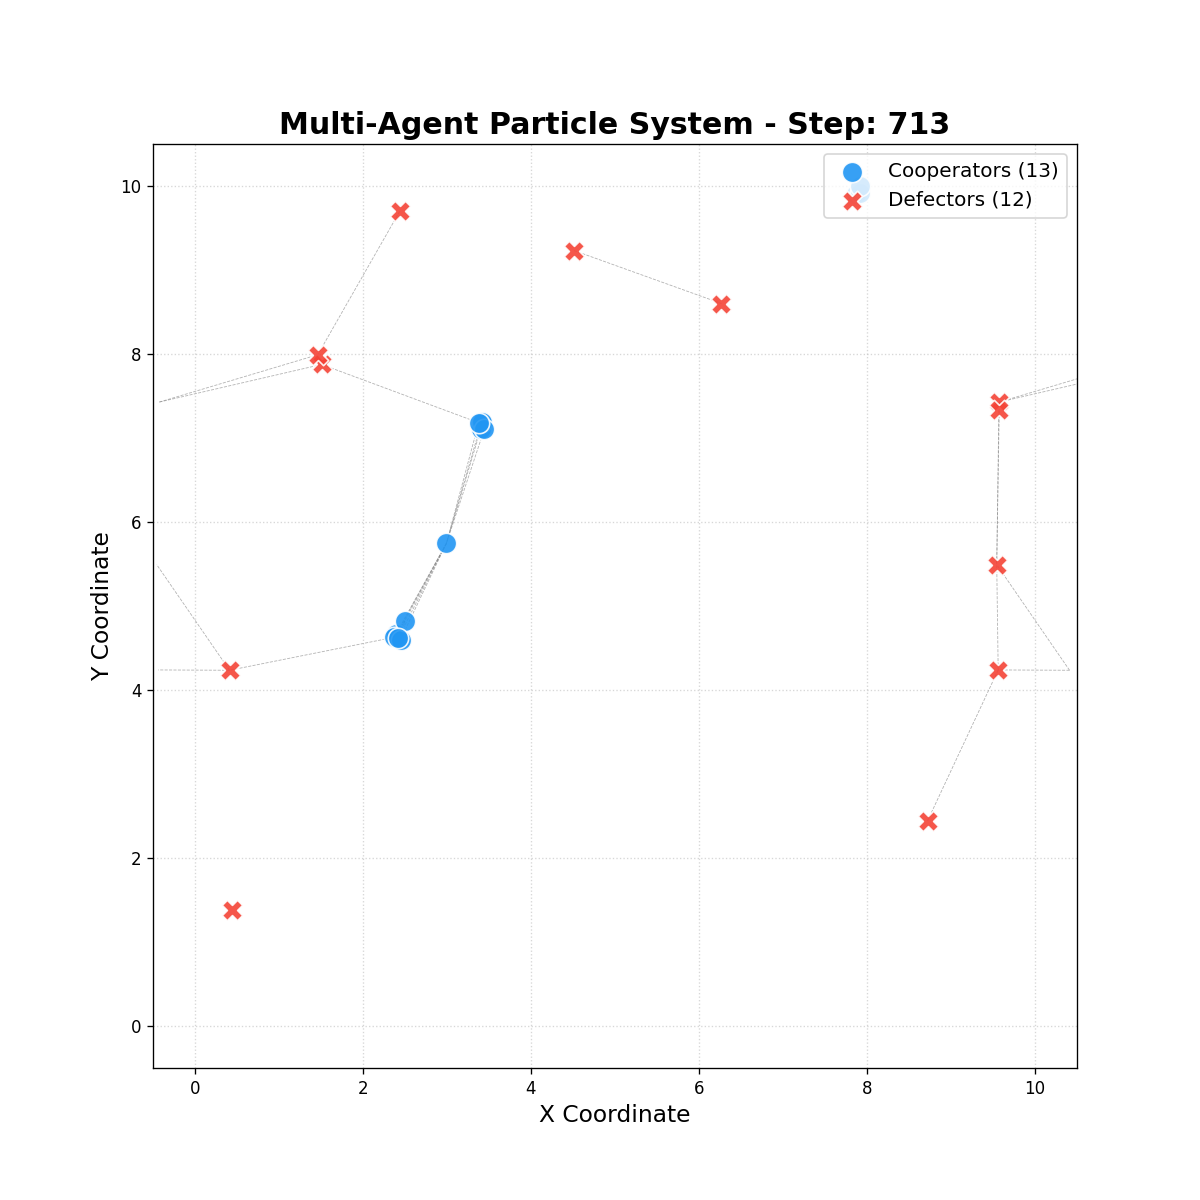 Multi-Agent Particle System - Step: 713
Cooperators (13)
Defectors (12)
Y Coordinate
10
8
6
4
2
0
0 2 4 6 8 10
X Coordinate